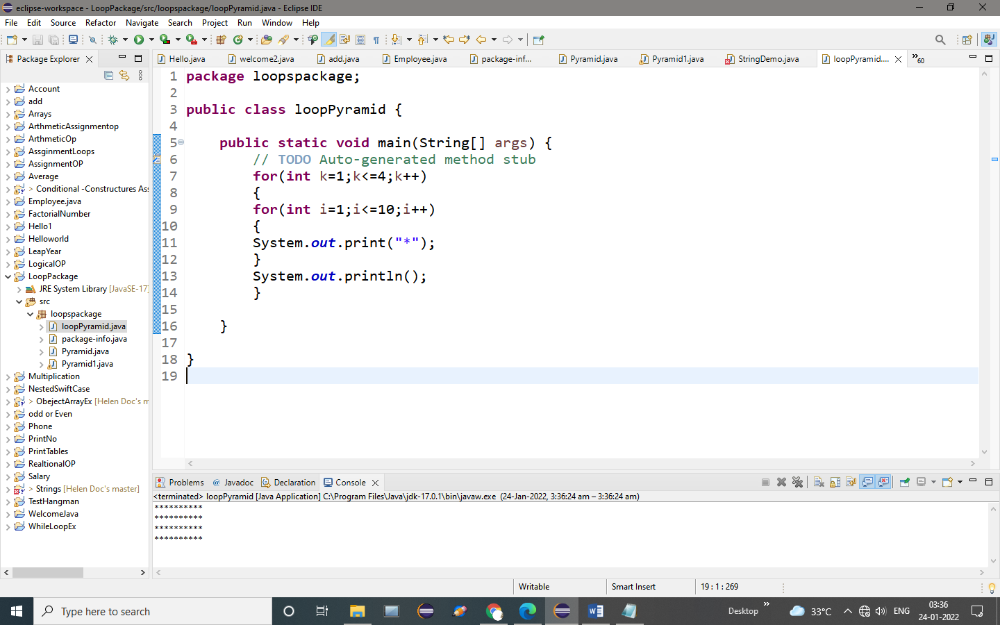 eclipse-workspace - LoopPackage/src/loopspackage/loopPyramid.java - Eclipse IDE
File Edit Source Refactor Navigate Search Project Run Window Help
Package Explorer
Hello.java welcome2.java add.java Employee.java package-inf... Pyramid.java Pyramid1.java StringDemo.java loopPyramid.... »60
Account
add
Arrays
ArthmeticAssignmentop
ArthmeticOp
AssginmentLoops
AssignmentOP
Average
> Conditional -Constructures Ass
Employee.java
FactorialNumber
Hello1
Helloworld
LeapYear
LogicalOP
LoopPackage
JRE System Library [JavaSE-17]
src
loopspackage
loopPyramid.java
package-info.java
Pyramid.java
Pyramid1.java
Multiplication
NestedSwiftCase
> ObejectArrayEx [Helen Doc's m
odd or Even
Phone
PrintNo
PrintTables
RealtionalOP
Salary
> Strings [Helen Doc's master]
TestHangman
WelcomeJava
WhileLoopEx
1 package loopspackage;
2
3 public class loopPyramid {
4
5 public static void main(String[] args) {
6 // TODO Auto-generated method stub
7 for(int k=1;k<=4;k++)
8 {
9 for(int i=1;i<=10;i++)
10 {
11 System.out.print("*");
12 }
13 System.out.println();
14 }
15
16 }
17
18 }
19
Problems @ Javadoc Declaration Console
<terminated> loopPyramid [Java Application] C:\Program Files\Java\jdk-17.0.1\bin\javaw.exe (24-Jan-2022, 3:36:24 am – 3:36:24 am)
**********
**********
**********
**********
Writable Smart Insert 19 : 1 : 269
Type here to search
Desktop » 33°C ENG 03:36
24-01-2022